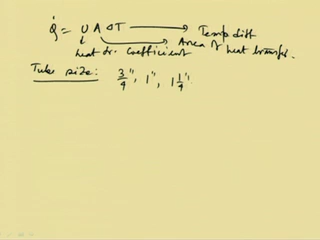 Q̇ = U A ΔT → Temp diff
→ Area of heat transfer.
heat tr. coefficient
Tube size: 3/4", 1", 1 1/4"